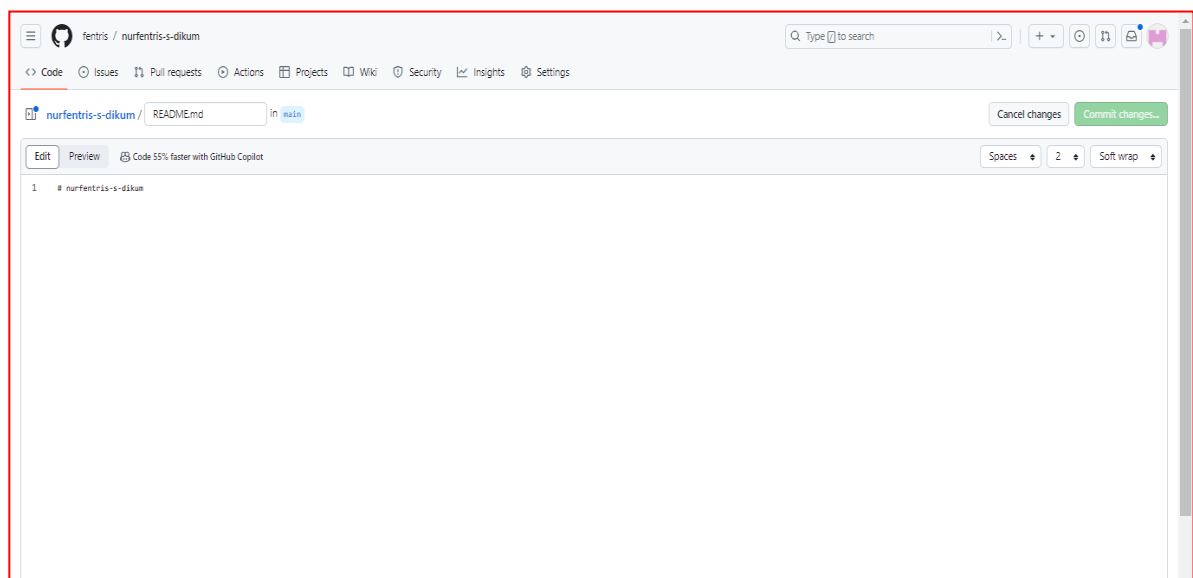 fentris / nurfentris-s-dikum
Type / to search
<> Code Issues Pull requests Actions Projects Wiki Security Insights Settings
nurfentris-s-dikum / README.md in main
Cancel changes Commit changes...
Edit Preview Code 55% faster with GitHub Copilot
Spaces 2 Soft wrap
1 # nurfentris-s-dikum